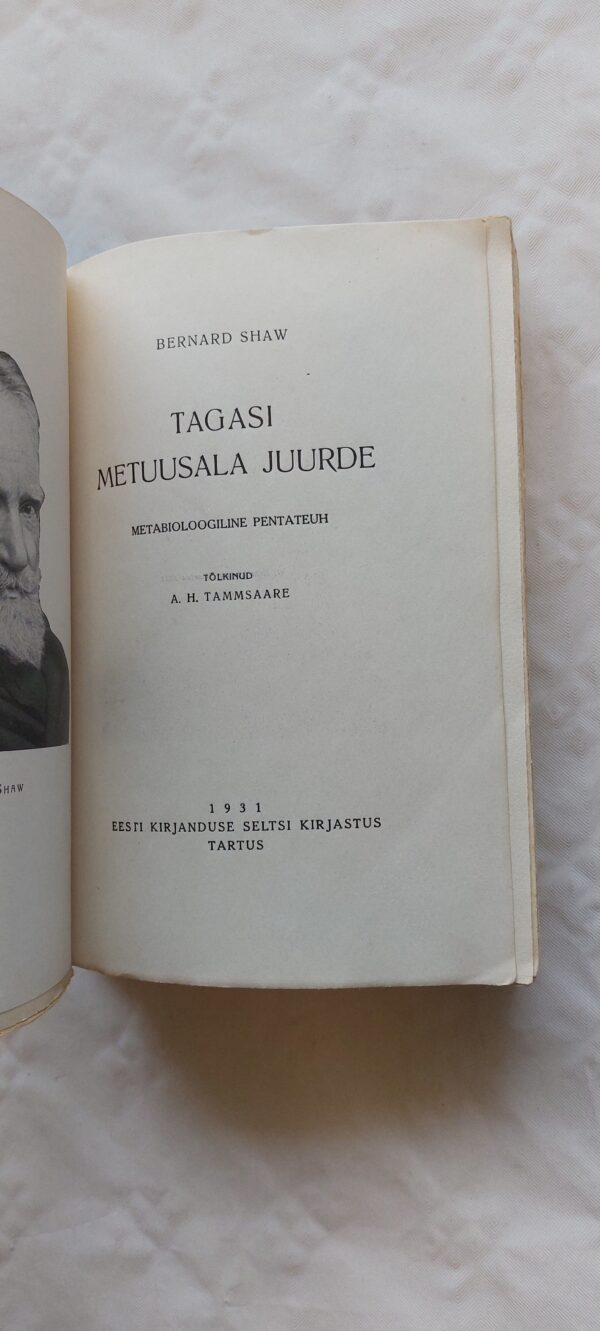 SHAW
BERNARD SHAW
TAGASI
METUUSALA JUURDE
METABIOLOOGILINE PENTATEUH
TÕLKINUD
A. H. TAMMSAARE
1931
EESTI KIRJANDUSE SELTSI KIRJASTUS
TARTUS